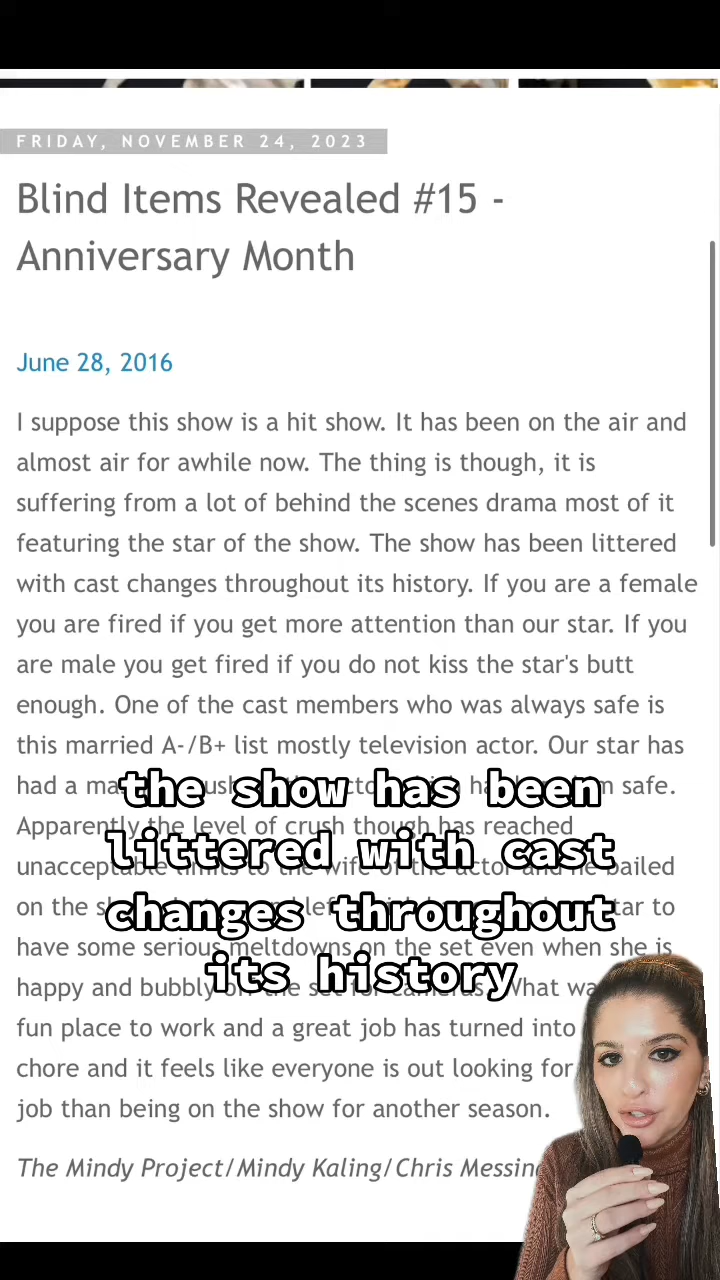 FRIDAY, NOVEMBER 24, 2023
Blind Items Revealed #15 -
Anniversary Month
June 28, 2016
I suppose this show is a hit show. It has been on the air and
almost air for awhile now. The thing is though, it is
suffering from a lot of behind the scenes drama most of it
featuring the star of the show. The show has been littered
with cast changes throughout its history. If you are a female
you are fired if you get more attention than our star. If you
are male you get fired if you do not kiss the star's butt
enough. One of the cast members who was always safe is
this married A-/B+ list mostly television actor. Our star has
had a safe.
Apparently the level of crush though has reached
to the wife of the actor and he bailed
on the to
have some serious meltdowns on the set even when she is
happy and bubbly on the set for cameras. What
fun place to work and a great job has turned into
chore and it feels like everyone is out looking for
job than being on the show for another season.
The Mindy Project/Mindy Kaling/Chris
the show has been
littered with cast
changes throughout
its history